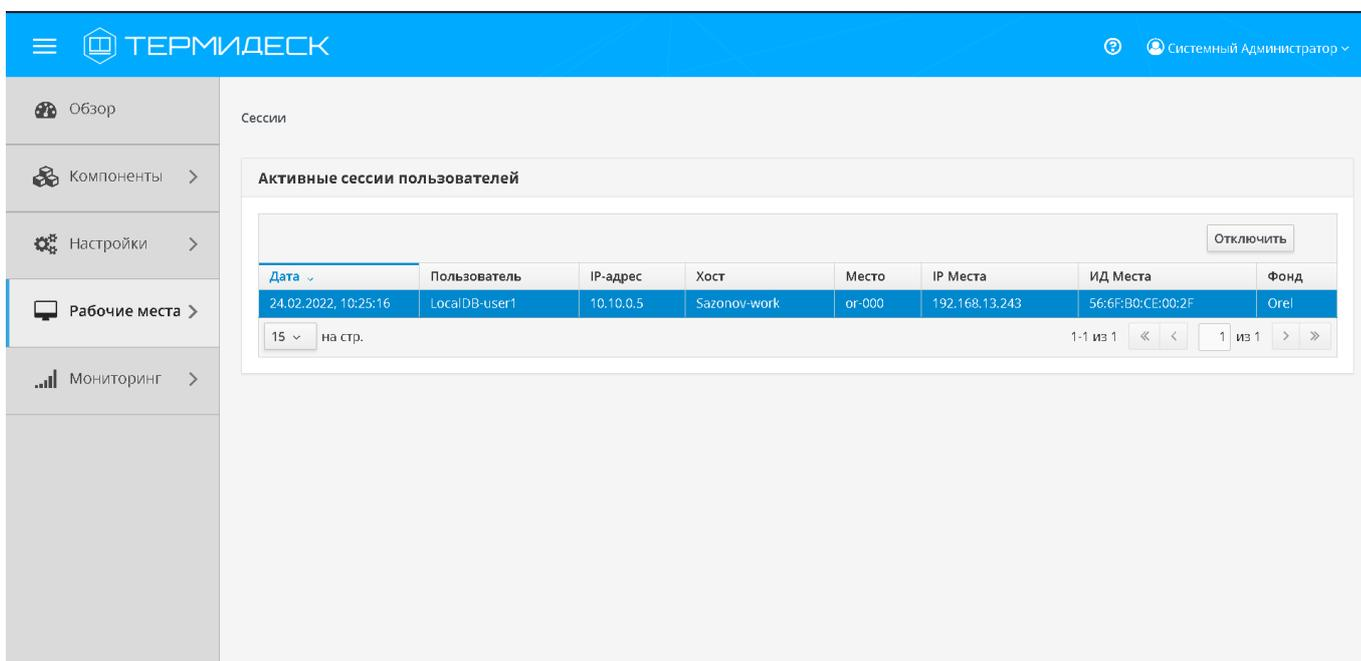 ТЕРМИДЕСК
Системный Администратор
Обзор
Компоненты
Настройки
Рабочие места
Мониторинг
Сессии
Активные сессии пользователей
Отключить
Дата Пользователь IP-адрес Хост Место IP Места ИД Места Фонд
24.02.2022, 10:25:16 LocalDB-user1 10.10.0.5 Sazonov-work or-000 192.168.13.243 56:6F:B0:CE:00:2F Orel
15 на стр. 1-1 из 1 1 из 1